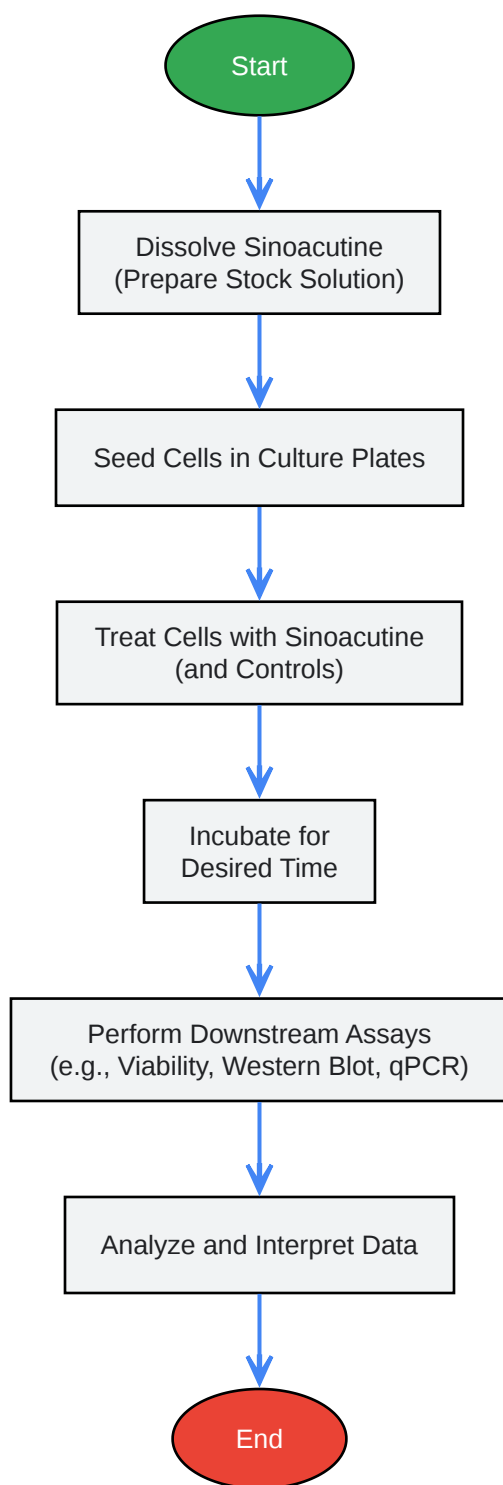 Start
Dissolve Sinoacutine
(Prepare Stock Solution)
Seed Cells in Culture Plates
Treat Cells with Sinoacutine
(and Controls)
Incubate for
Desired Time
Perform Downstream Assays
(e.g., Viability, Western Blot, qPCR)
Analyze and Interpret Data
End